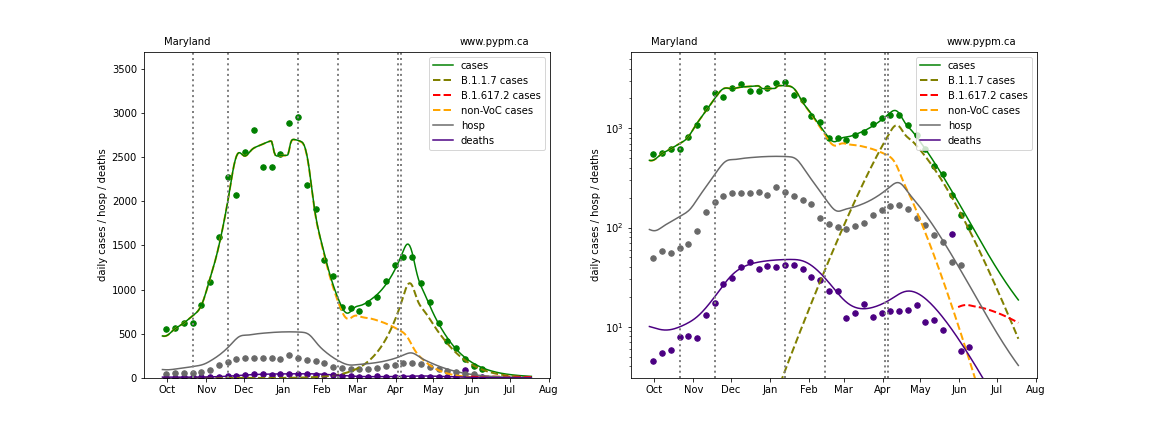 Maryland www.pypm.ca
daily cases / hosp / deaths
3500
3000
2500
2000
1500
1000
500
0
cases
B.1.1.7 cases
B.1.617.2 cases
non-VoC cases
hosp
deaths
Oct Nov Dec Jan Feb Mar Apr May Jun Jul Aug
Maryland www.pypm.ca
daily cases / hosp / deaths
10³
10²
10¹
cases
B.1.1.7 cases
B.1.617.2 cases
non-VoC cases
hosp
deaths
Oct Nov Dec Jan Feb Mar Apr May Jun Jul Aug